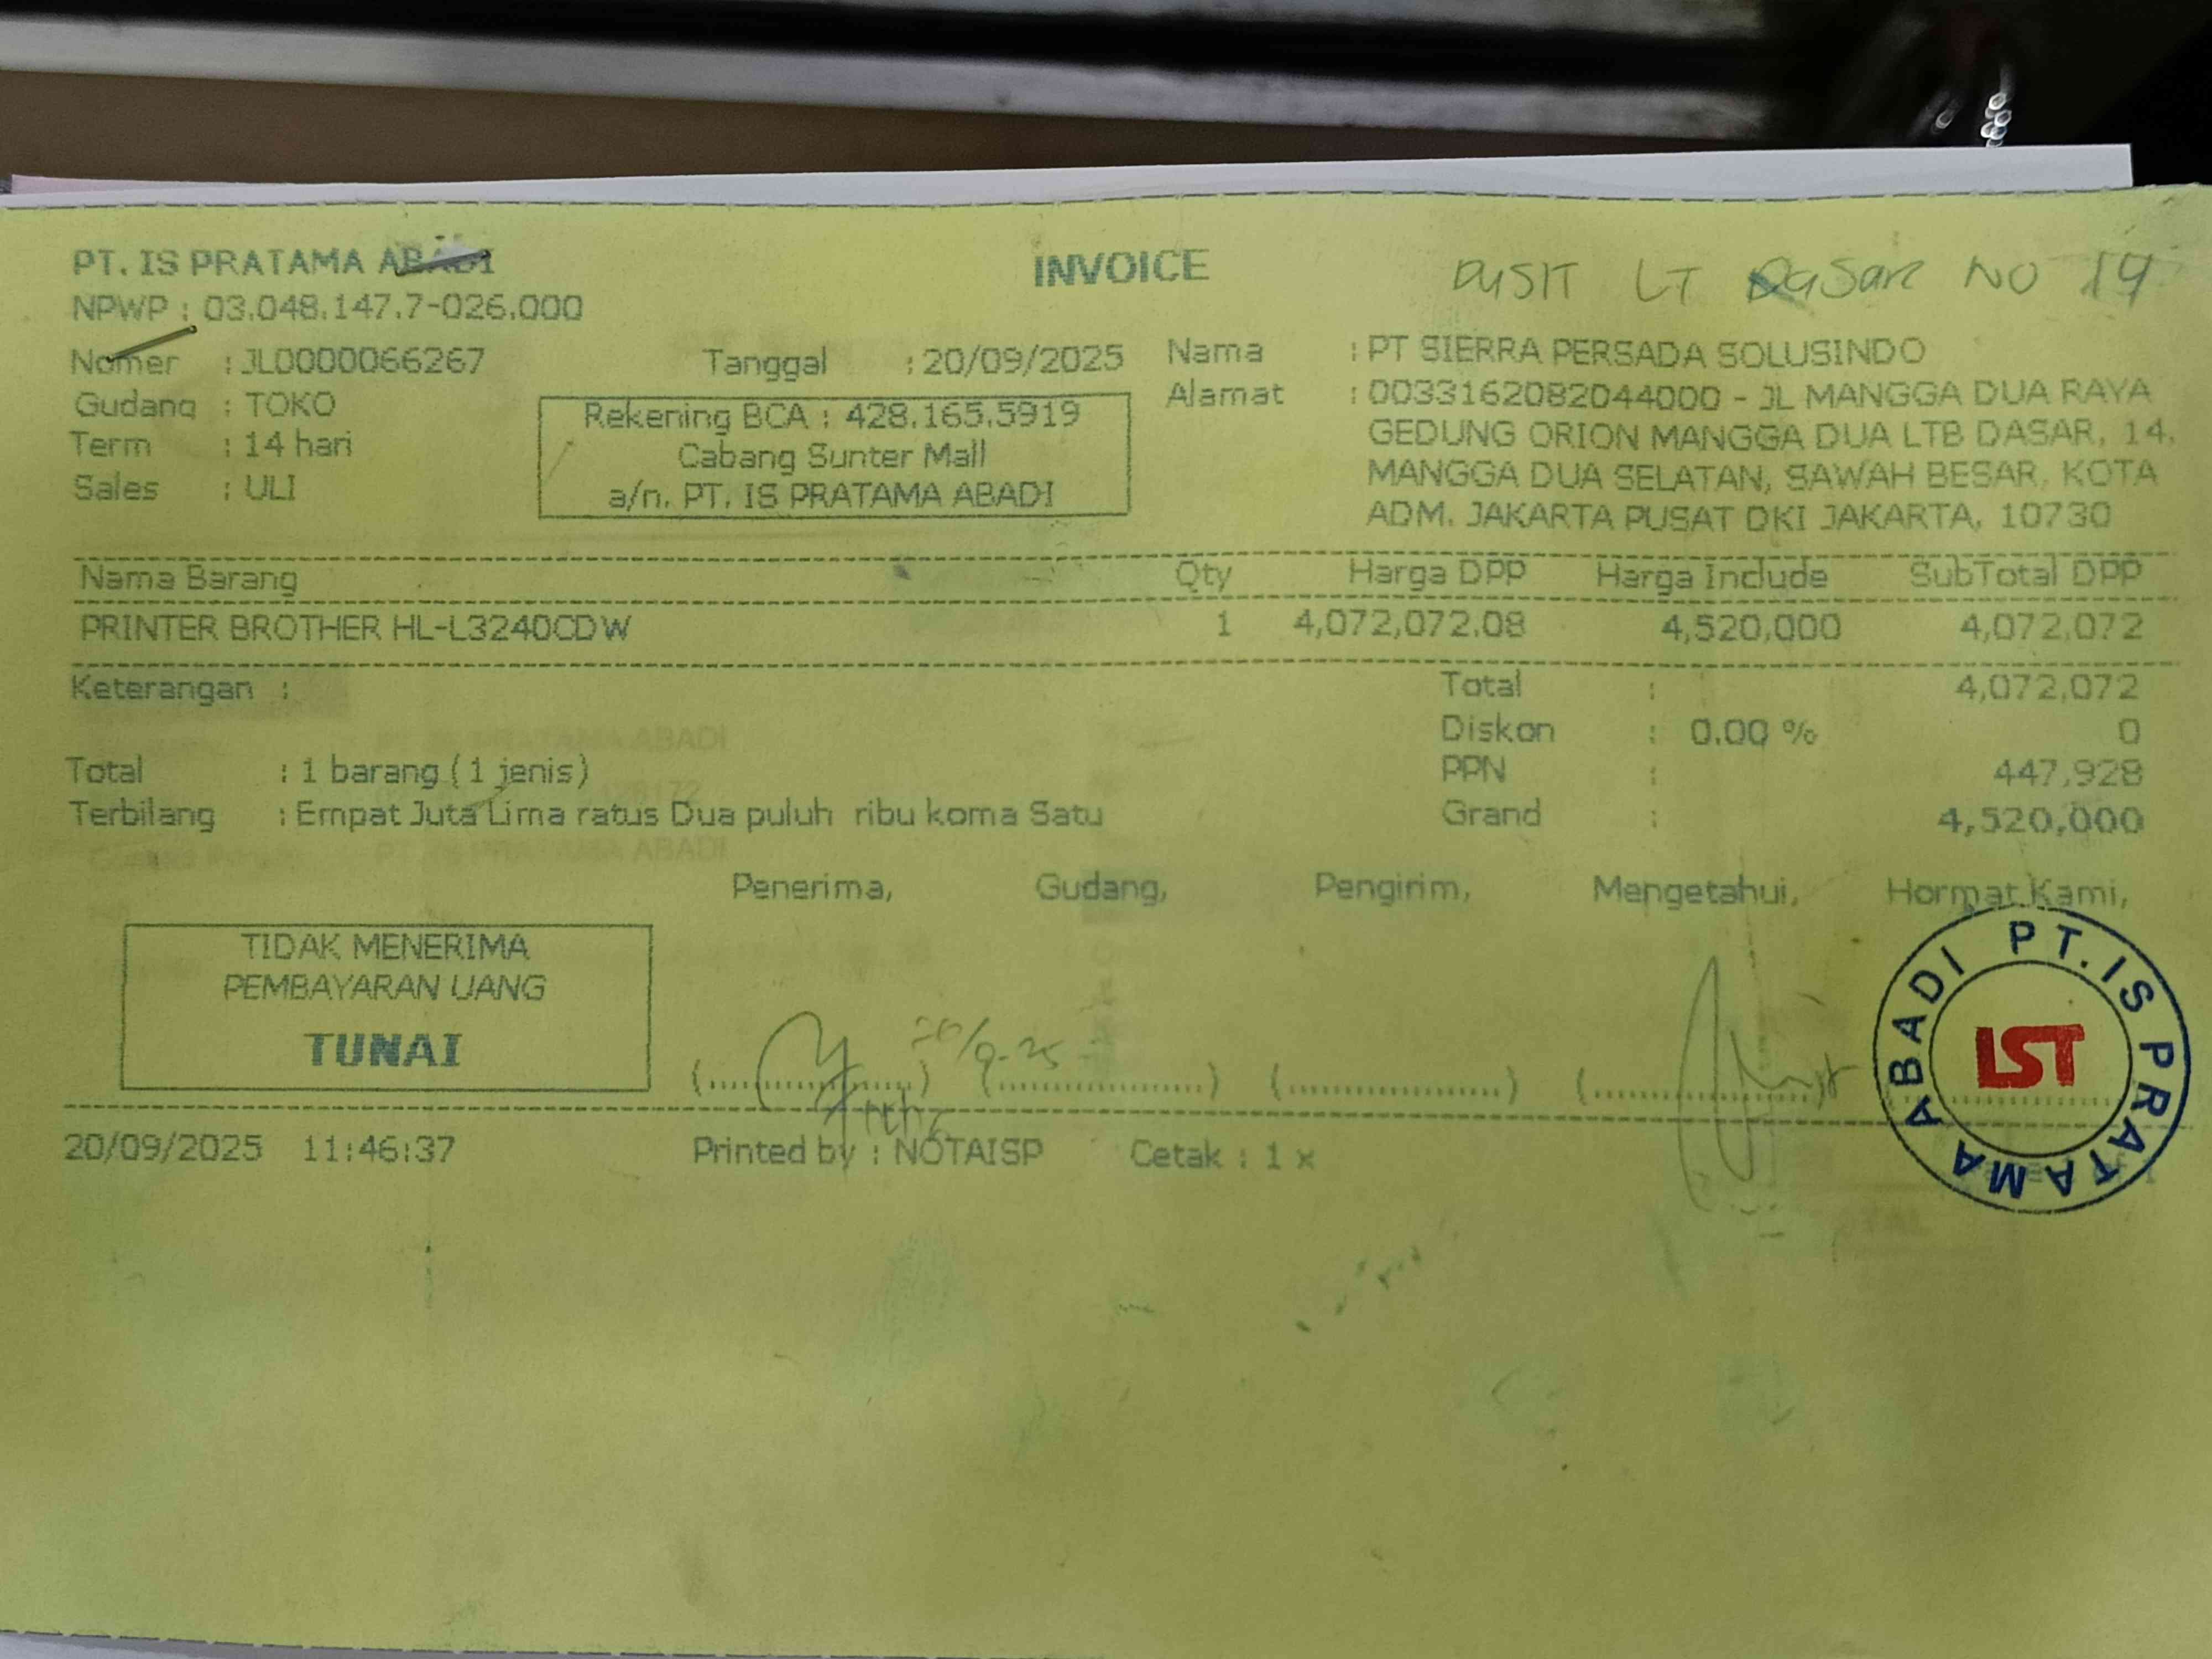 PT. IS PRATAMA ABADI
INVOICE
DUSIT LT DaSar NO 14
NPWP : 03.048.147.7-026.000
Nomer : JL0000066267
Tanggal : 20/09/2025
Nama : PT SIERRA PERSADA SOLUSINDO
Gudang : TOKO
Term : 14 hari
Sales : ULI
Rekening BCA : 428.165.5919
Cabang Sunter Mall
a/n. PT. IS PRATAMA ABADI
Alamat : 0033162082044000 - JL MANGGA DUA RAYA
GEDUNG ORION MANGGA DUA LTB DASAR, 14,
MANGGA DUA SELATAN, SAWAH BESAR, KOTA
ADM. JAKARTA PUSAT DKI JAKARTA, 10730
Nama Barang Qty Harga DPP Harga Include SubTotal DPP
PRINTER BROTHER HL-L3240CDW 1 4,072,072.08 4,520,000 4,072,072
Keterangan :
Total : 4,072,072
Diskon : 0.00 % 0
Total : 1 barang ( 1 jenis)
PPN : 447,928
Terbilang : Empat Juta Lima ratus Dua puluh ribu koma Satu
Grand : 4,520,000
Penerima, Gudang, Pengirim, Mengetahui, Hormat Kami,
TIDAK MENERIMA
PEMBAYARAN UANG
TUNAI
20/9-25
PT. IS PRATAMA ABADI
IST
20/09/2025 11:46:37 Printed by : NOTAISP Cetak : 1 x